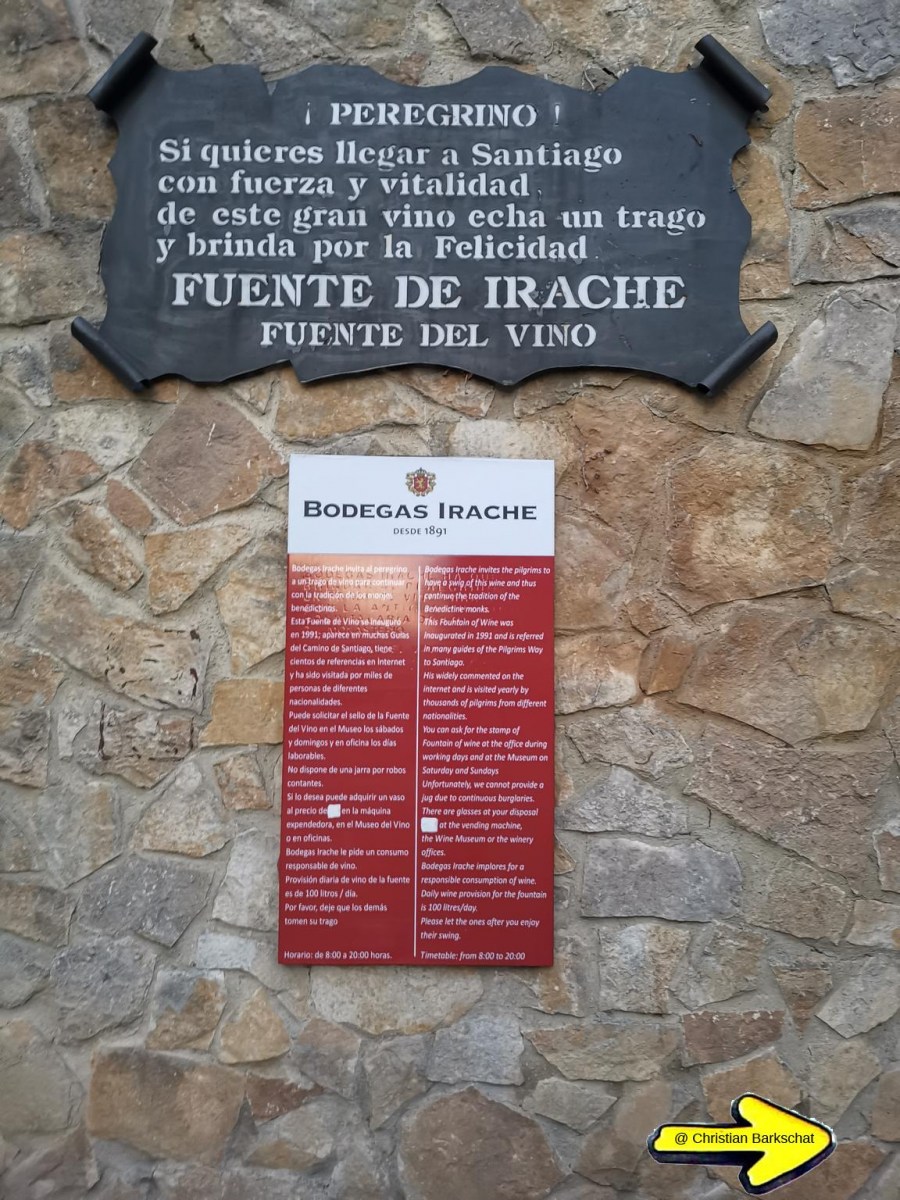 ¡ PEREGRINO !
Si quieres llegar a Santiago
con fuerza y vitalidad,
de este gran vino echa un trago
y brinda por la Felicidad.
FUENTE DE IRACHE
FUENTE DEL VINO
BODEGAS IRACHE
DESDE 1891
Bodegas Irache invita al peregrino
a un trago de vino para continuar
con la tradición de los monjes
benedictinos.
Esta Fuente de Vino se inauguró
en 1991; aparece en muchas Guías
del Camino de Santiago, tiene
cientos de referencias en Internet
y ha sido visitada por miles de
personas de diferentes
nacionalidades.
Puede solicitar el sello de la Fuente
del Vino en el Museo los sábados
y domingos y en oficina los días
laborables.
No dispone de una jarra por robos
contantes.
Si lo desea puede adquirir un vaso
al precio de en la máquina
expendedora, en el Museo del Vino
o en oficinas.
Bodegas Irache le pide un consumo
responsable de vino.
Provisión diaria de vino de la fuente
es de 100 litros / día.
Por favor, deje que los demás
tomen su trago
Horario: de 8:00 a 20:00 horas.
Bodegas Irache invites the pilgrims to
have a swig of this wine and thus
continue the tradition of the
Benedictine monks.
This Fountain of Wine was
inaugurated in 1991 and is referred
in many guides of the Pilgrims Way
to Santiago.
His widely commented on the
internet and is visited yearly by
thousands of pilgrims from different
nationalities.
You can ask for the stamp of
Fountain of wine at the office during
working days and at the Museum on
Saturday and Sundays
Unfortunately, we cannot provide a
jug due to continuous burglaries.
There are glasses at your disposal
at the vending machine,
the Wine Museum or the winery
offices.
Bodegas Irache implores for a
responsible consumption of wine.
Daily wine provision for the fountain
is 100 litres/day.
Please let the ones after you enjoy
their swing.
Timetable: from 8:00 to 20:00
@ Christian Barkschat